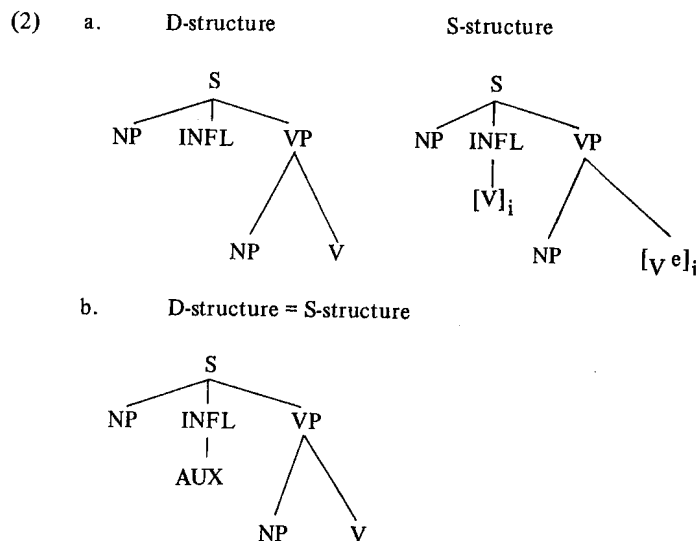 (2) a. D-structure S-structure
S S
NP INFL VP NP INFL VP
[V]i
NP V NP [V e]i
b. D-structure = S-structure
S
NP INFL VP
AUX
NP V